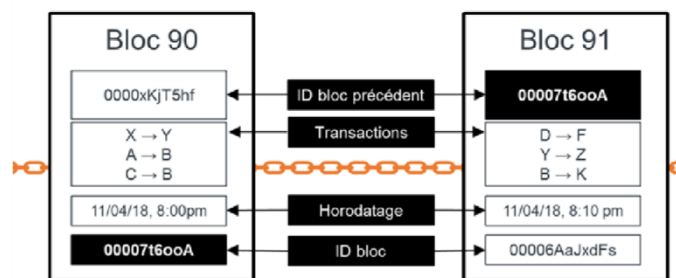 Bloc 90
0000xKjT5hf
X → Y
A → B
C → B
11/04/18, 8:00pm
00007t6ooA
ID bloc précédent
Transactions
Horodatage
ID bloc
Bloc 91
00007t6ooA
D → F
Y → Z
B → K
11/04/18, 8:10 pm
00006AaJxdFs